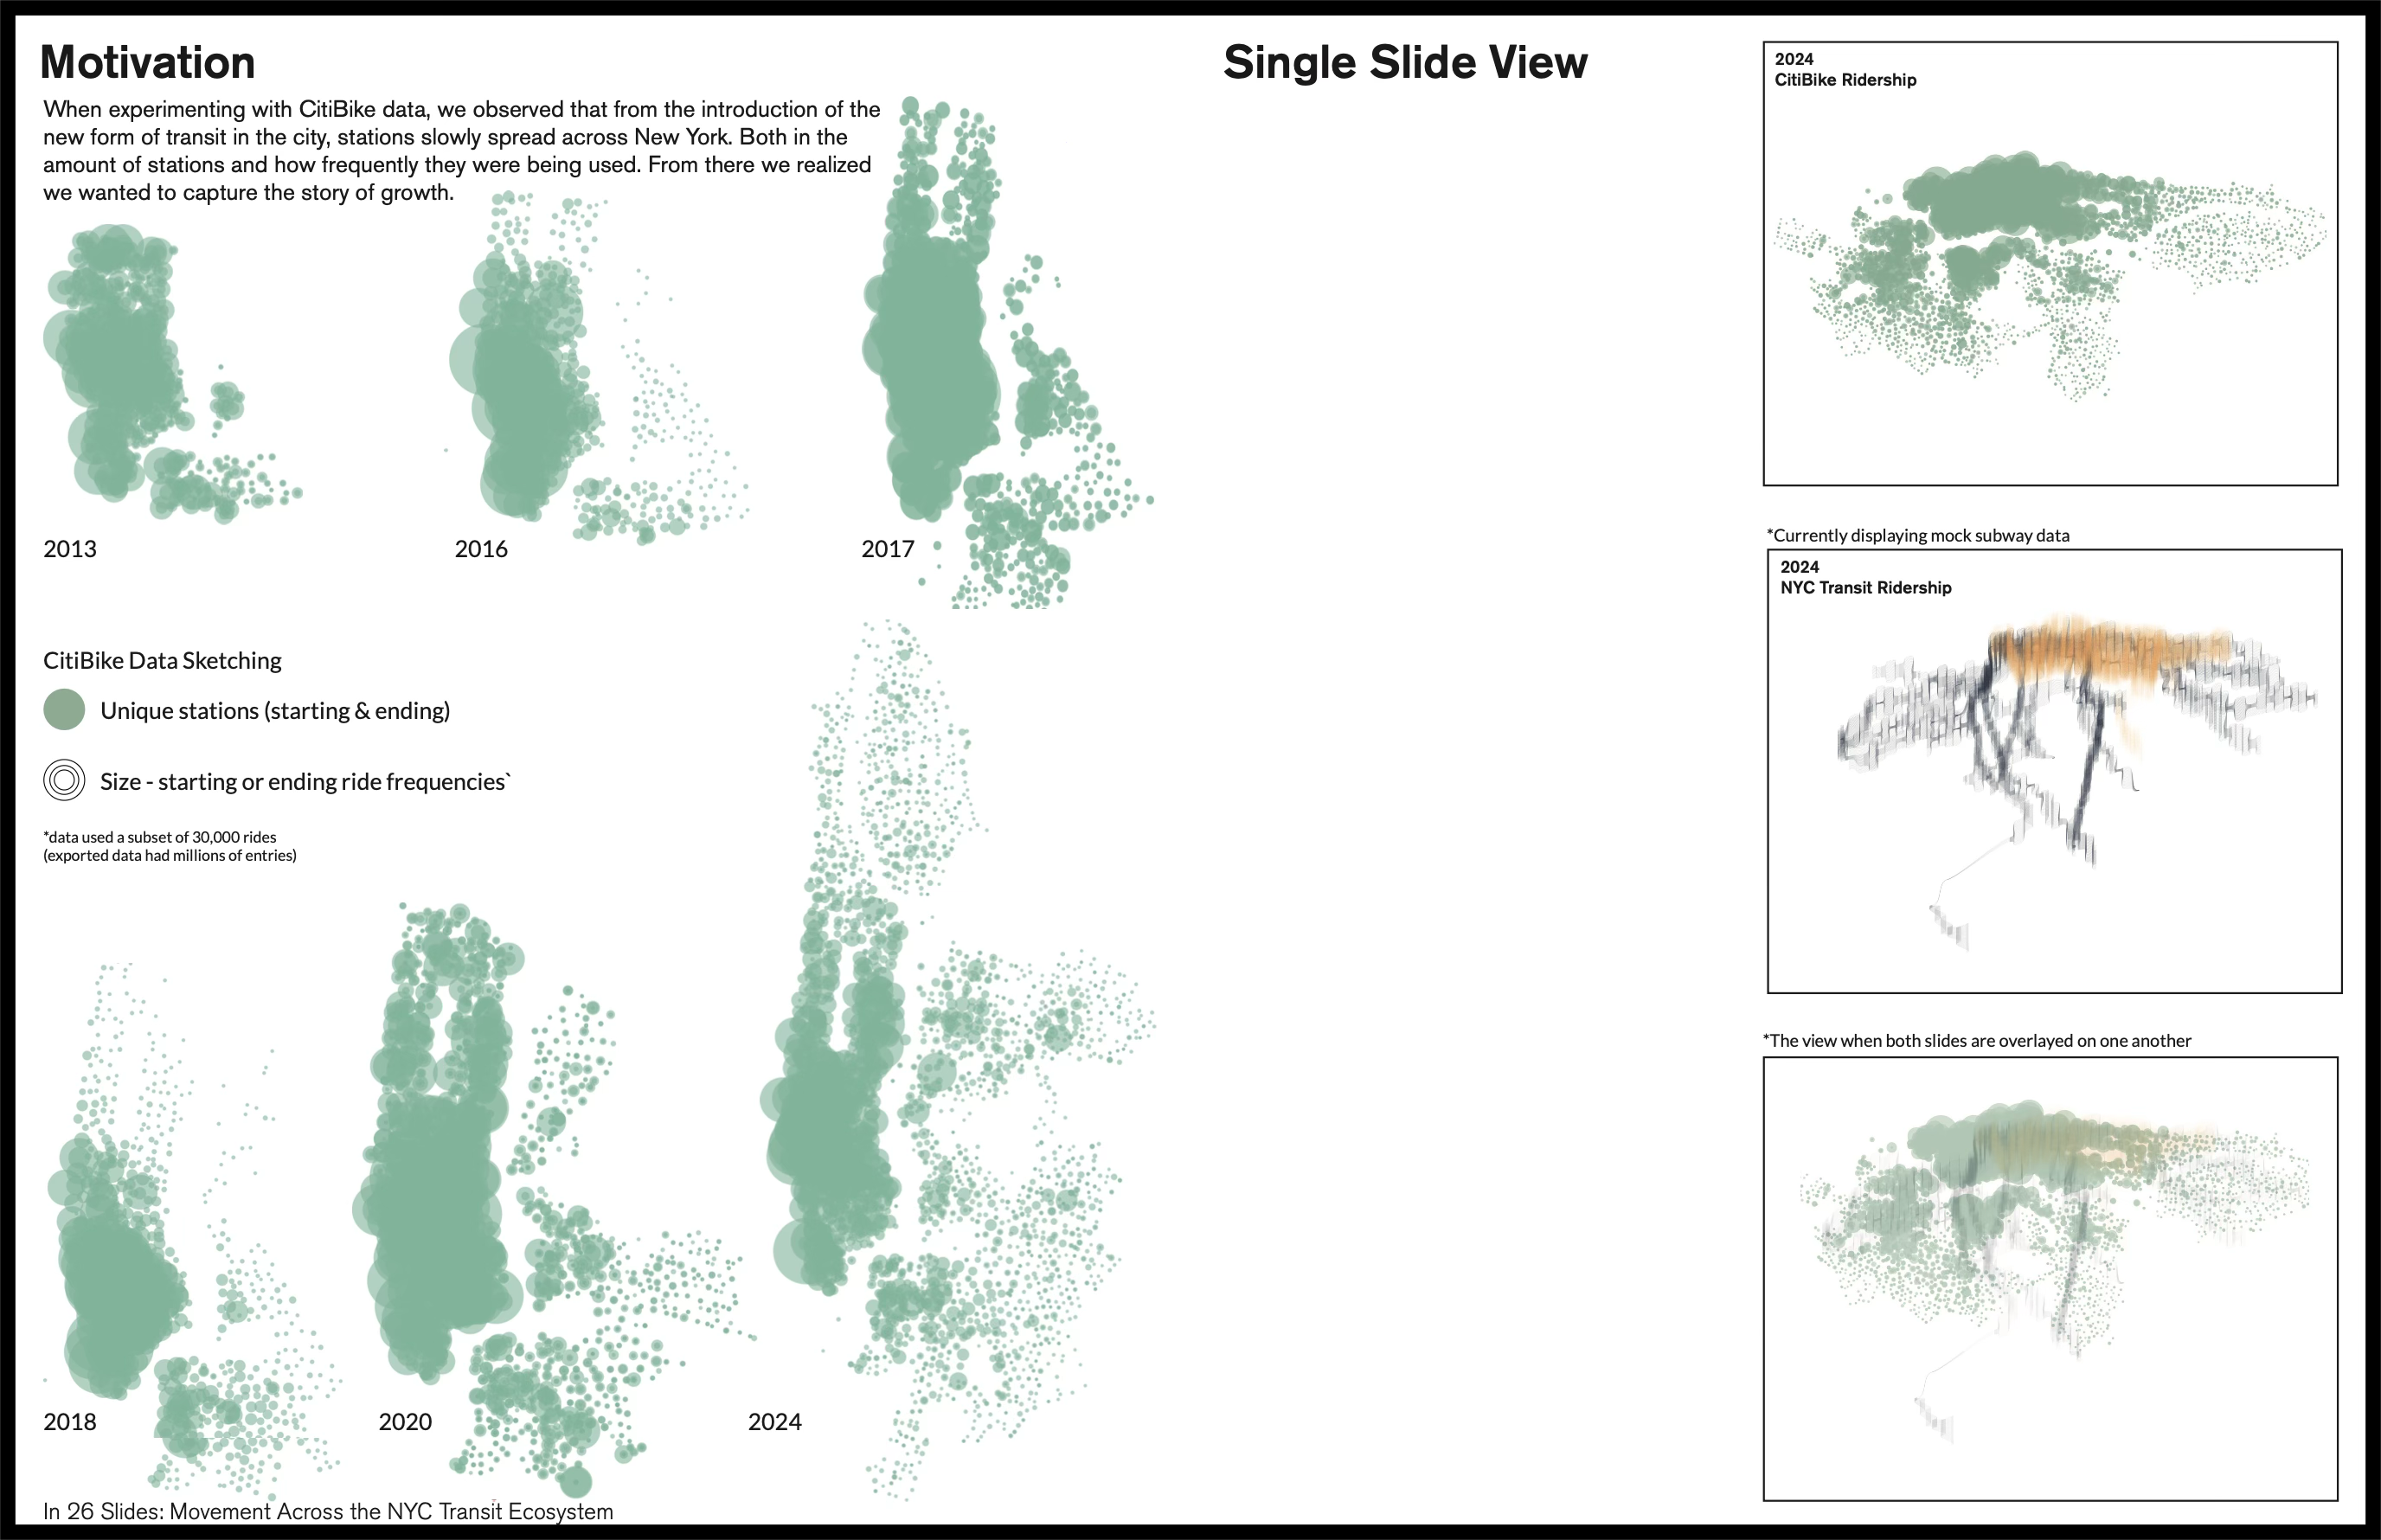 Motivation
When experimenting with CitiBike data, we observed that from the introduction of the
new form of transit in the city, stations slowly spread across New York. Both in the
amount of stations and how frequently they were being used. From there we realized
we wanted to capture the story of growth.
2013
2016
2017
CitiBike Data Sketching
Unique stations (starting & ending)
Size - starting or ending ride frequencies`
*data used a subset of 30,000 rides
(exported data had millions of entries)
2018
2020
2024
In 26 Slides: Movement Across the NYC Transit Ecosystem
Single Slide View
2024
CitiBike Ridership
*Currently displaying mock subway data
2024
NYC Transit Ridership
*The view when both slides are overlayed on one another